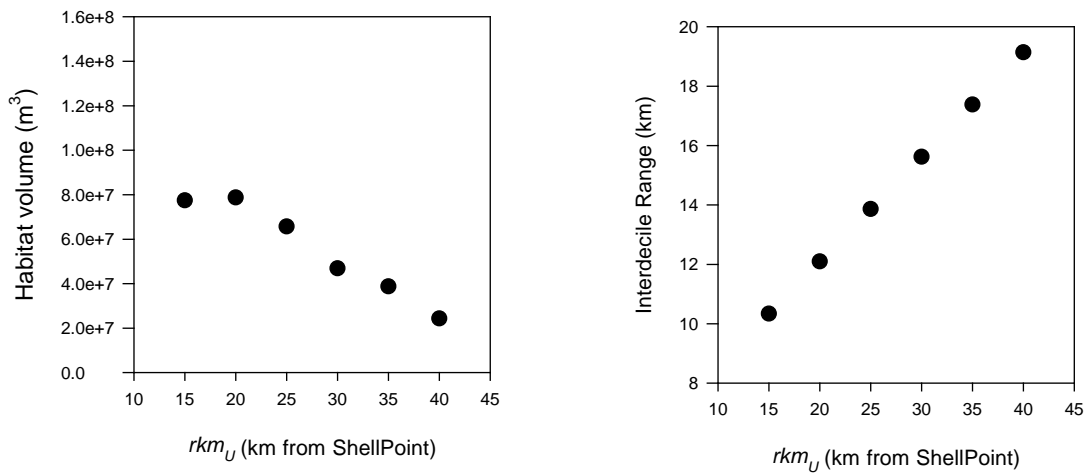 Habitat volume (m³)
1.6e+8
1.4e+8
1.2e+8
1.0e+8
8.0e+7
6.0e+7
4.0e+7
2.0e+7
0.0
10 15 20 25 30 35 40 45
rkm_U (km from ShellPoint)
Interdecile Range (km)
20
18
16
14
12
10
8
10 15 20 25 30 35 40 45
rkm_U (km from ShellPoint)